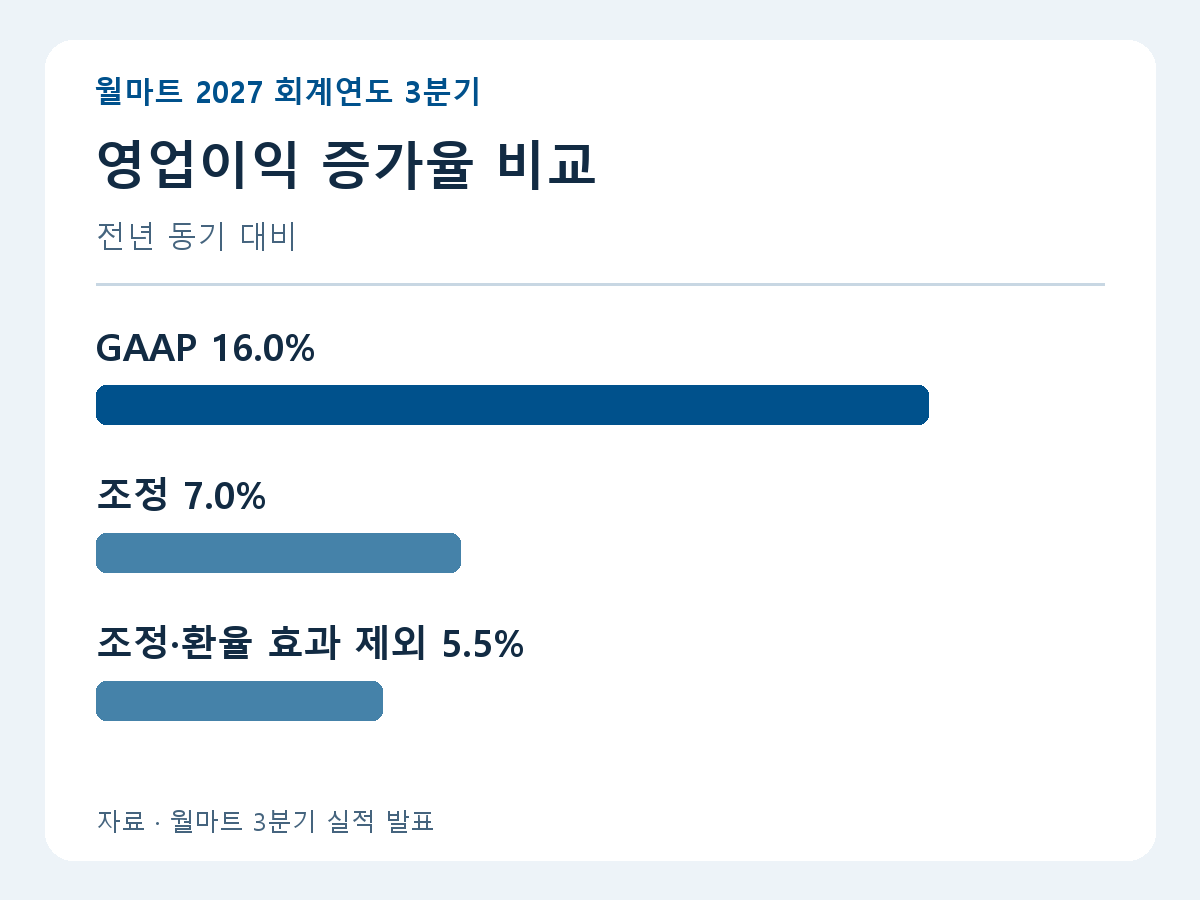 월마트 2027 회계연도 3분기
영업이익 증가율 비교
전년 동기 대비
GAAP 16.0%
조정 7.0%
조정·환율 효과 제외 5.5%
자료 · 월마트 3분기 실적 발표